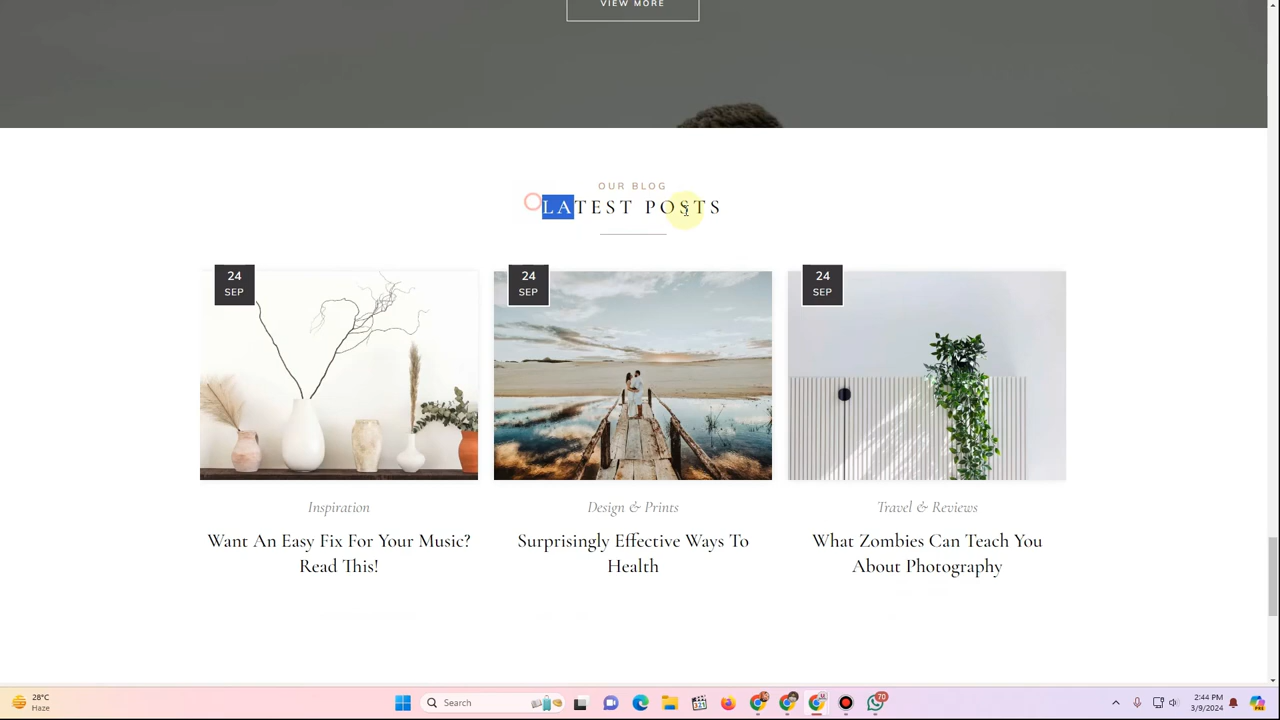 VIEW MORE
OUR BLOG
LATEST POSTS
24
SEP
24
SEP
24
SEP
Inspiration
Design & Prints
Travel & Reviews
Want An Easy Fix For Your Music?
Read This!
Surprisingly Effective Ways To
Health
What Zombies Can Teach You
About Photography
28°C
Haze
Search
70
2:44 PM
3/9/2024